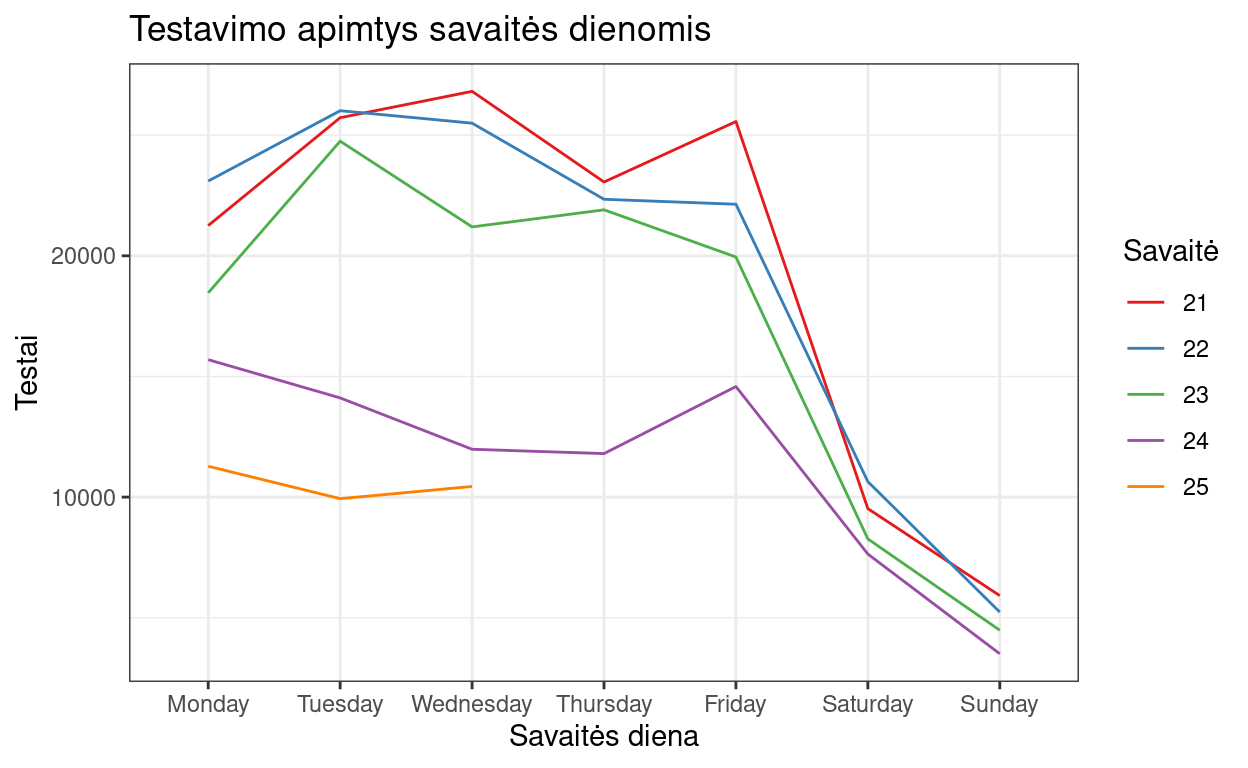 Testavimo apimtys savaitės dienomis
Testai
20000
10000
Monday Tuesday Wednesday Thursday Friday Saturday Sunday
Savaitės diena
Savaitė
21
22
23
24
25